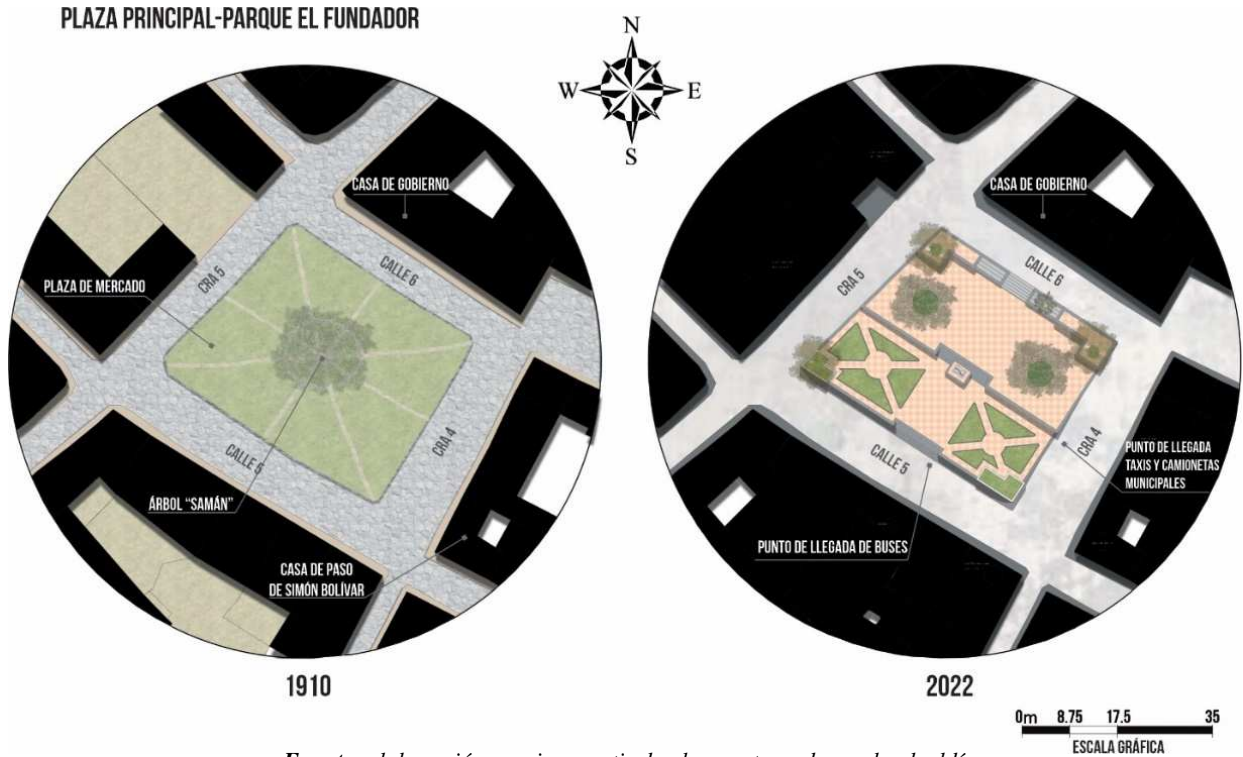 PLAZA PRINCIPAL-PARQUE EL FUNDADOR
N
W
E
S
CASA DE GOBIERNO
PLAZA DE MERCADO
CRA 5
CALLE 6
CRA 4
CALLE 5
ÁRBOL “SAMÁN”
CASA DE PASO
DE SIMÓN BOLÍVAR
1910
CASA DE GOBIERNO
CRA 5
CALLE 6
CRA 4
CALLE 5
PUNTO DE LLEGADA
TAXIS Y CAMIONETAS
MUNICIPALES
PUNTO DE LLEGADA DE BUSES
2022
0m 8.75 17.5 35
ESCALA GRÁFICA